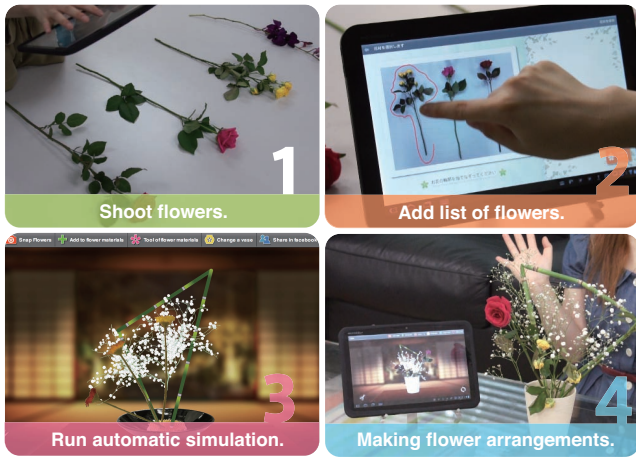 1
Shoot flowers.
2
Add list of flowers.
Snap Flowers Add to flower materials Tool of flower materials Change a vase Share in facebook
3
Run automatic simulation.
4
Making flower arrangements.